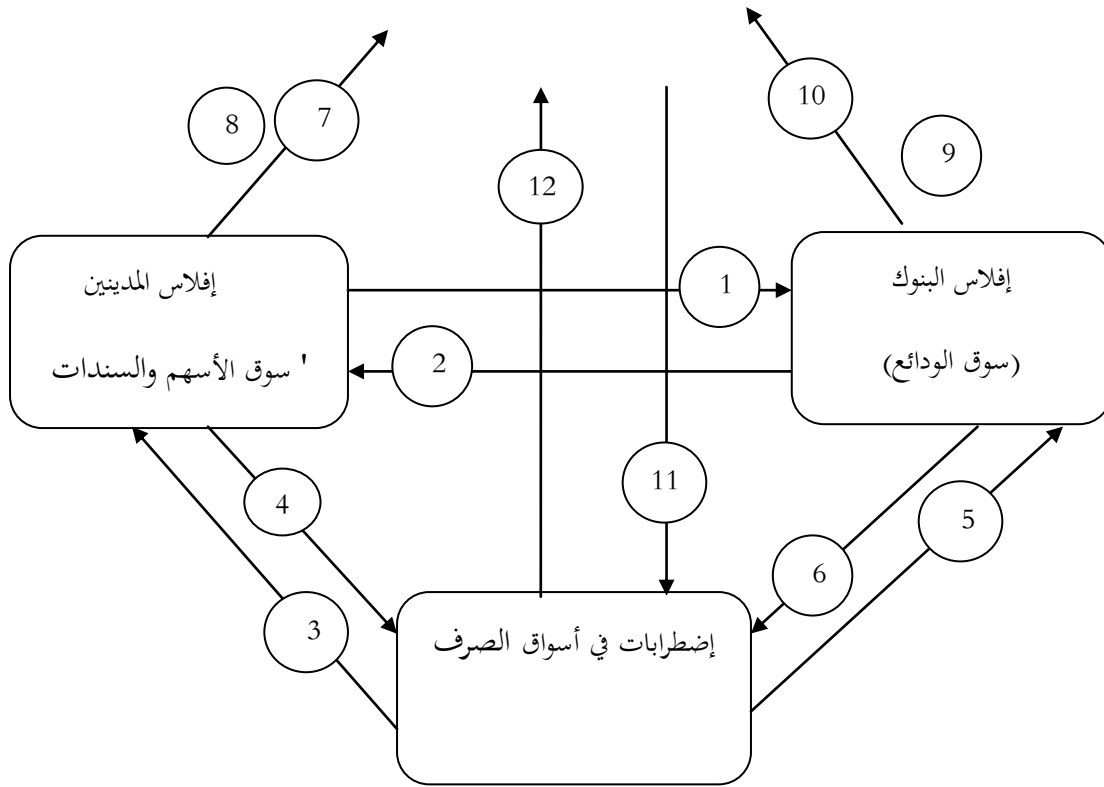 10
8
7
9
12
إفلاس المدينين
' سوق الأسهم والسندات
1
إفلاس البنوك
(سوق الودائع)
2
11
4
5
6
3
إضطرابات في أسواق الصرف